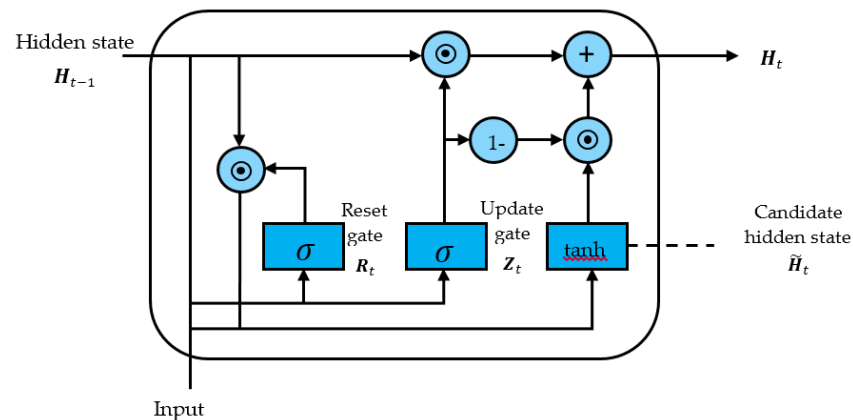 Hidden state
H_{t−1}
⊙
+
H_t
1-
⊙
⊙
Reset
gate
R_t
σ
Update
gate
Z_t
σ
tanh
Candidate
hidden state
H̃_t
Input